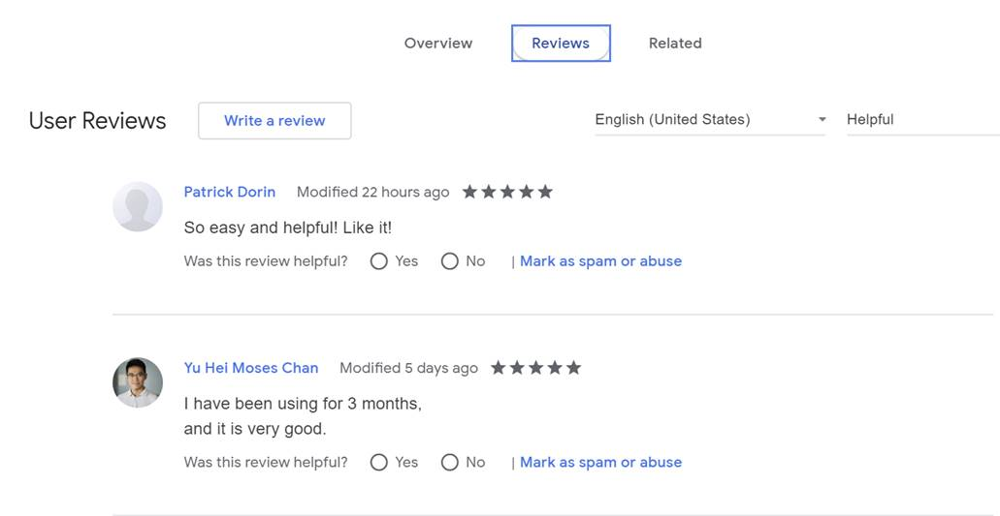 Overview Reviews Related
User Reviews Write a review English (United States) Helpful
Patrick Dorin Modified 22 hours ago ★★★★★
So easy and helpful! Like it!
Was this review helpful? Yes No | Mark as spam or abuse
Yu Hei Moses Chan Modified 5 days ago ★★★★★
I have been using for 3 months,
and it is very good.
Was this review helpful? Yes No | Mark as spam or abuse